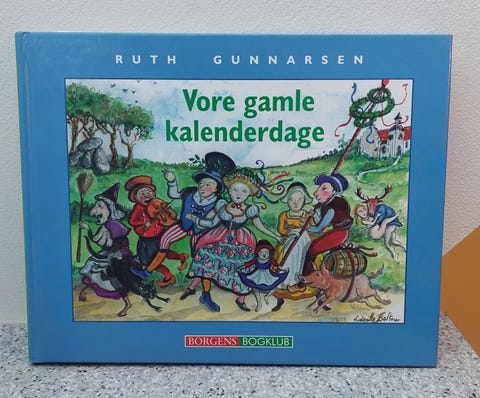 RUTH GUNNARSEN
Vore gamle
kalenderdage
BORGENS BOGKLUB